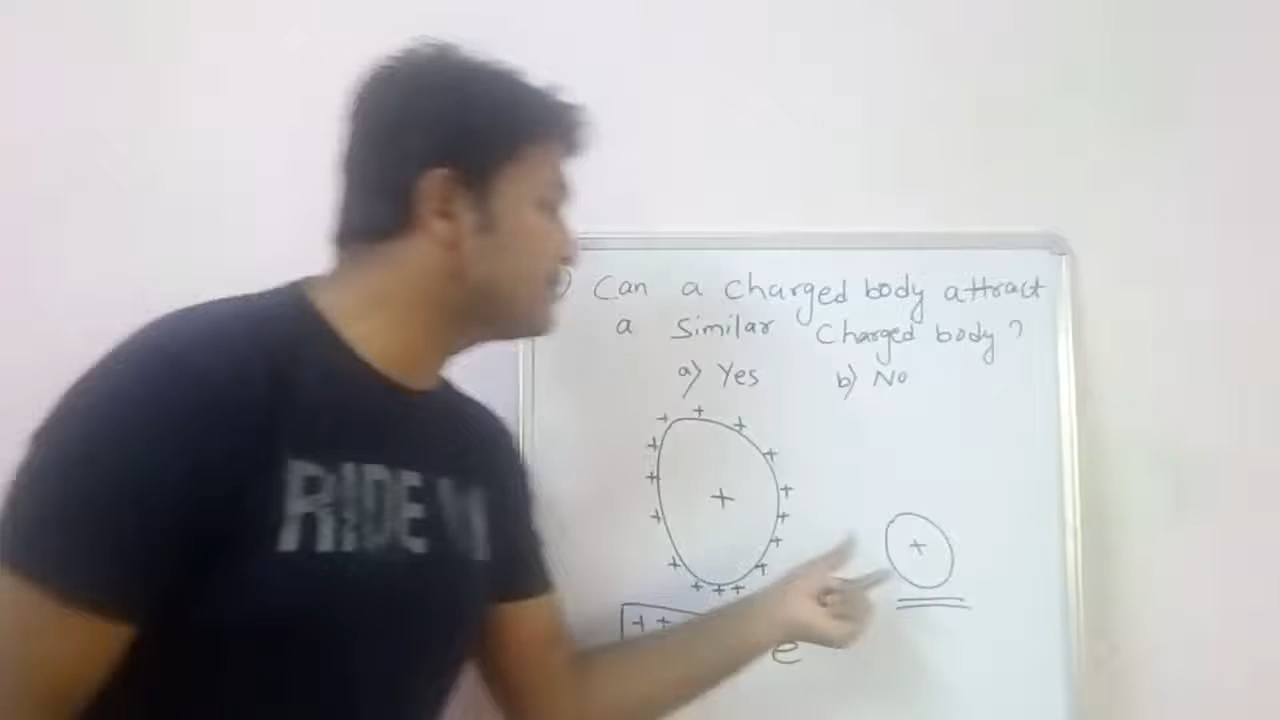 ) Can a charged body attract
a Similar Charged body?
a) Yes b) No
+ + +
+ +
+ + +
+ +
+ +
+ + +
+ + + +
+ +
e
RIDE